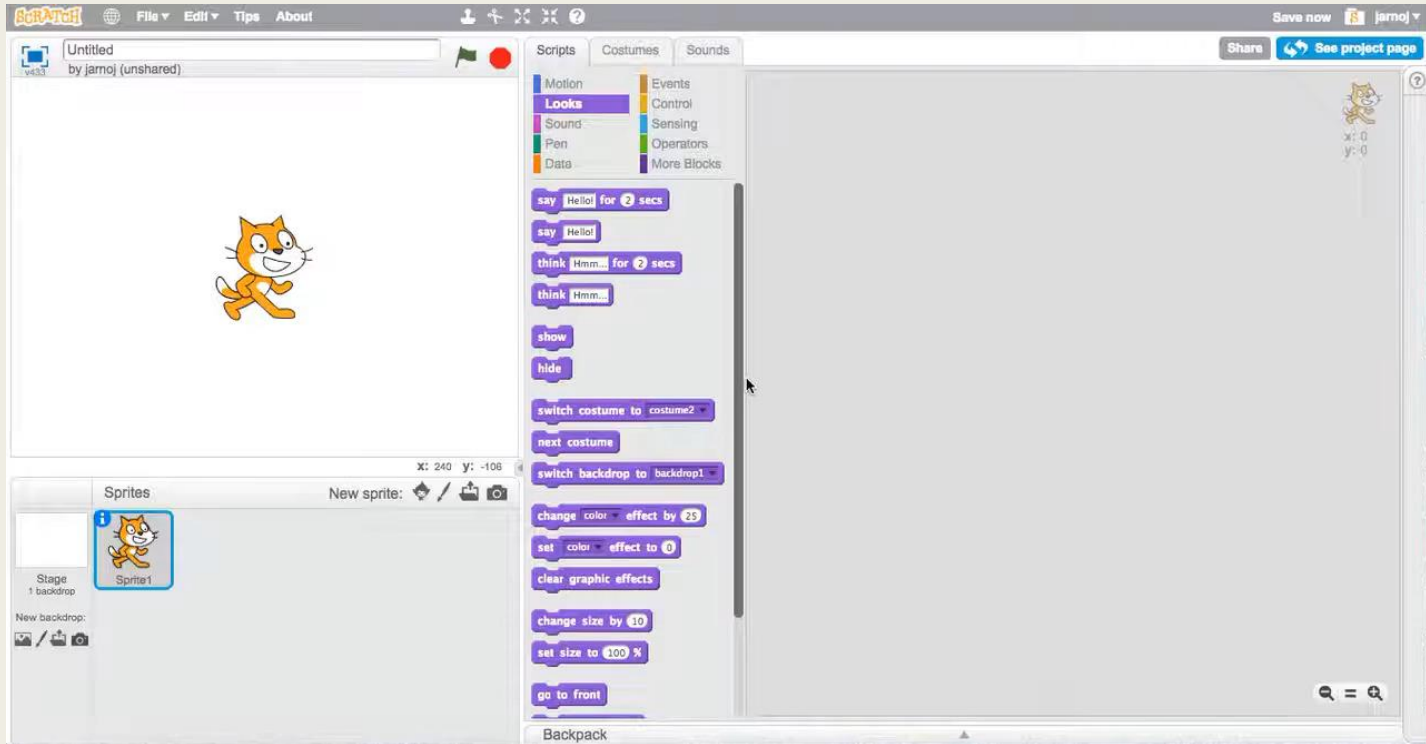 SCRATCH File Edit Tips About Save now jarnoj
Untitled
v433 by jarnoj (unshared)
Scripts Costumes Sounds
Share See project page
Motion Events
Looks Control
Sound Sensing
Pen Operators
Data More Blocks
x: 0
y: 0
say Hello! for 2 secs
say Hello!
think Hmm... for 2 secs
think Hmm...
show
hide
switch costume to costume2
next costume
switch backdrop to backdrop1
change color effect by 25
set color effect to 0
clear graphic effects
change size by 10
set size to 100 %
go to front
X: 240 y: -106
Sprites New sprite:
Stage
1 backdrop
Sprite1
New backdrop:
Backpack